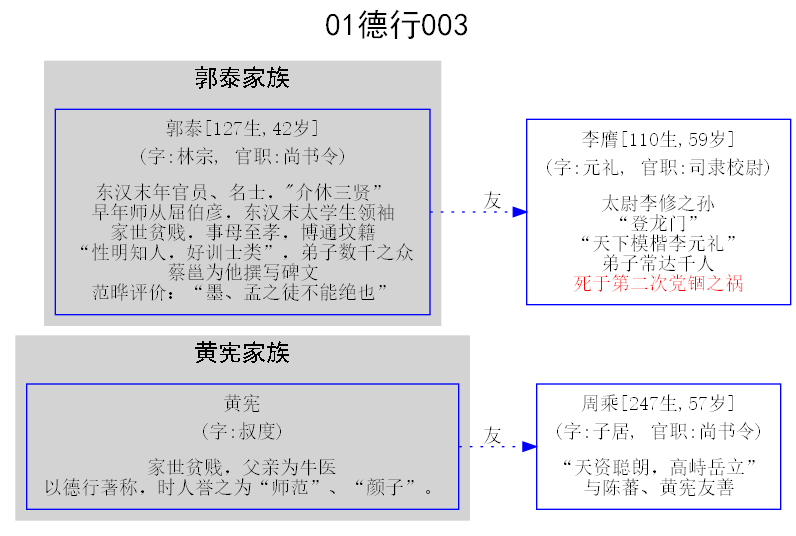 01德行003
郭泰家族
郭泰[127生,42岁]
(字:林宗, 官职:尚书令)
东汉末年官员、名士,"介休三贤”
早年师从屈伯彦，东汉末太学生领袖
家世贫贱，事母至孝，博通坟籍
“性明知人，好训士类”，弟子数千之众
蔡邕为他撰写碑文
范晔评价：“墨、孟之徒不能绝也”
友
李膺[110生,59岁]
(字:元礼, 官职:司隶校尉)
太尉李修之孙
“登龙门”
“天下模楷李元礼”
弟子常达千人
死于第二次党锢之祸
黄宪家族
黄宪
(字:叔度)
家世贫贱，父亲为牛医
以德行著称，时人誉之为“师范”、“颜子”。
友
周乘[247生,57岁]
(字:子居, 官职:尚书令)
“天资聪朗，高峙岳立”
与陈蕃、黄宪友善